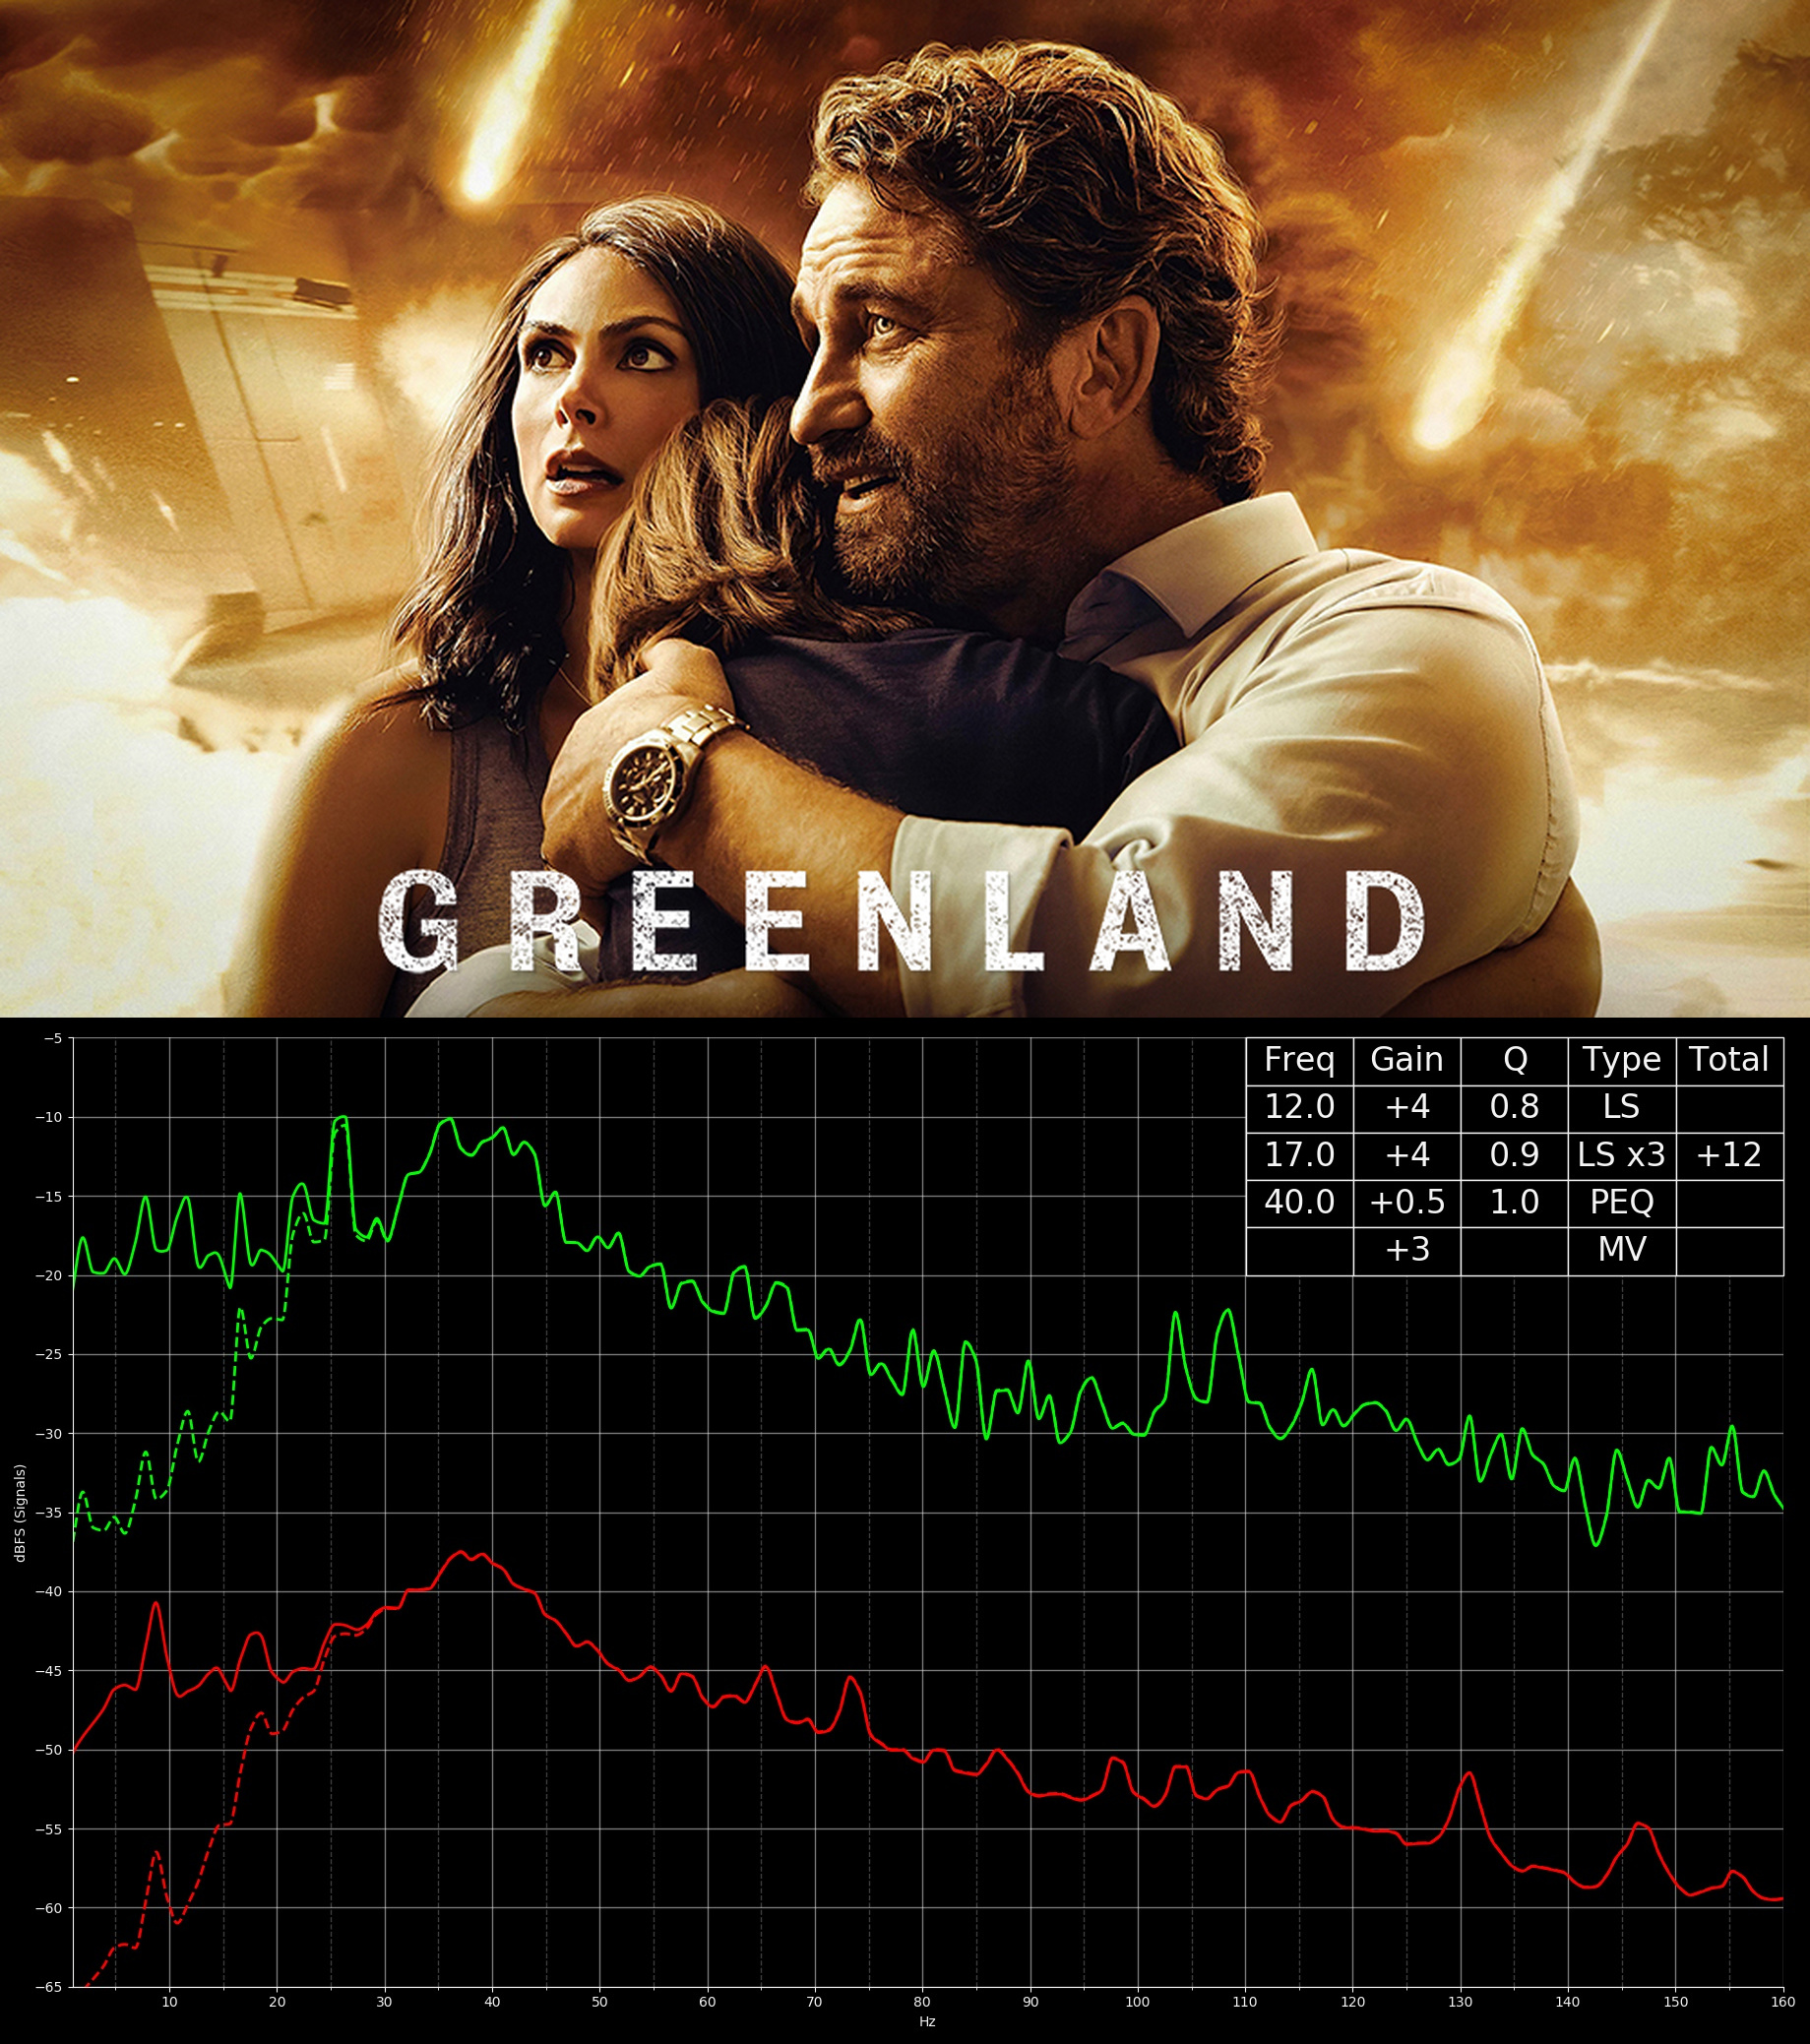 GREENLAND
Freq Gain Q Type Total
12.0 +4 0.8 LS
17.0 +4 0.9 LS x3 +12
40.0 +0.5 1.0 PEQ
+3 MV
−5
−10
−15
−20
−25
−30
−35
−40
−45
−50
−55
−60
−65
dBFS (Signals)
10 20 30 40 50 60 70 80 90 100 110 120 130 140 150 160
Hz